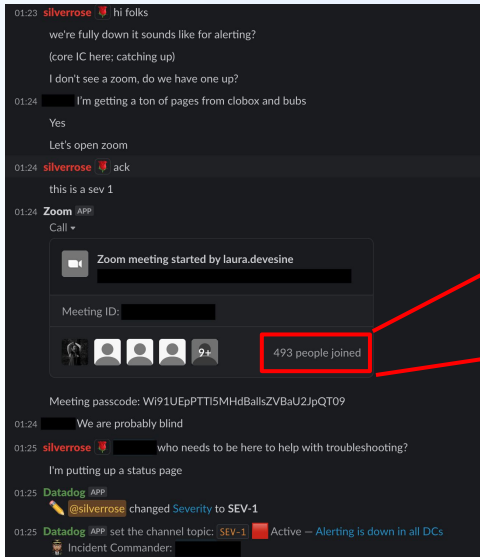 01:23 silverrose hi folks
we're fully down it sounds like for alerting?
(core IC here; catching up)
I don't see a zoom, do we have one up?
01:24 I'm getting a ton of pages from clobox and bubs
Yes
Let's open zoom
01:24 silverrose ack
this is a sev 1
01:24 Zoom APP
Call
Zoom meeting started by laura.devesine
Meeting ID:
9+ 493 people joined
Meeting passcode: Wi91UEpPTTI5MHdBallsZVBaU2JpQT09
01:24 We are probably blind
01:25 silverrose who needs to be here to help with troubleshooting?
I'm putting up a status page
01:25 Datadog APP
@silverrose changed Severity to SEV-1
01:25 Datadog APP set the channel topic: SEV-1 Active — Alerting is down in all DCs
Incident Commander: